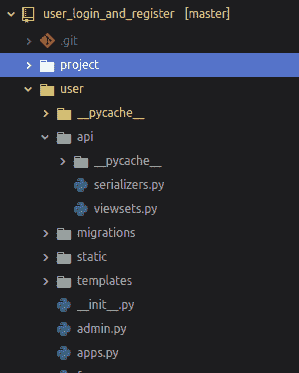 user_login_and_register [master]
.git
project
user
__pycache__
api
__pycache__
serializers.py
viewsets.py
migrations
static
templates
__init__.py
admin.py
apps.py